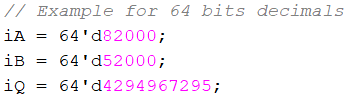 // Example for 64 bits decimals
iA = 64'd82000;
iB = 64'd52000;
iQ = 64'd4294967295;